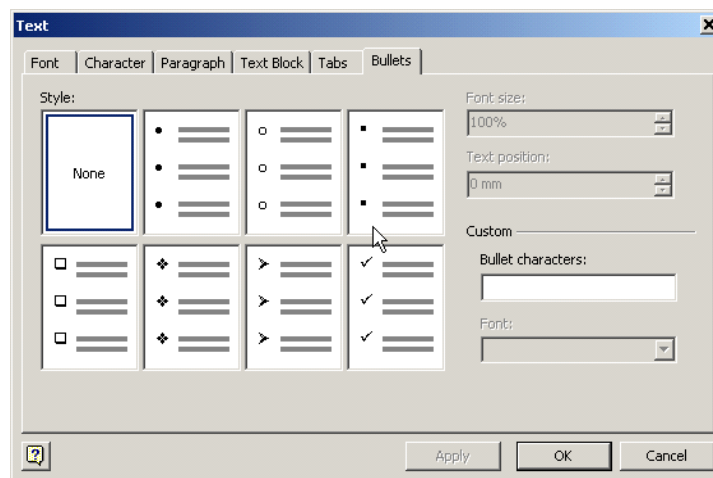 Text
Font Character Paragraph Text Block Tabs Bullets
Style:
None
Font size:
100%
Text position:
0 mm
Custom
Bullet characters:
Font:
Apply OK Cancel